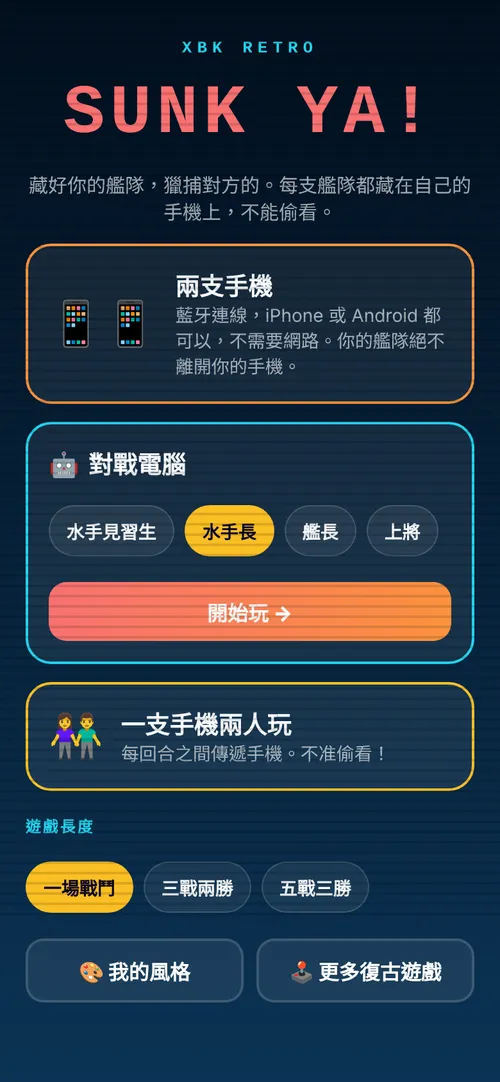 XBK RETRO
SUNK YA!
藏好你的艦隊，獵捕對方的。每支艦隊都藏在自己的
手機上，不能偷看。
兩支手機
藍牙連線，iPhone 或 Android 都
可以，不需要網路。你的艦隊絕不
離開你的手機。
對戰電腦
水手見習生 水手長 艦長 上將
開始玩 →
一支手機兩人玩
每回合之間傳遞手機。不准偷看！
遊戲長度
一場戰鬥 三戰兩勝 五戰三勝
我的風格 更多復古遊戲